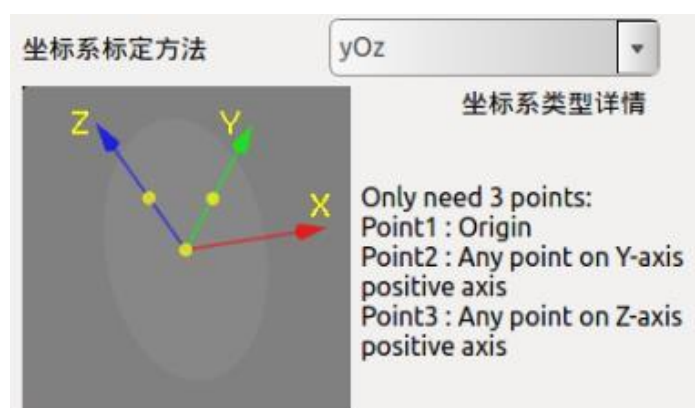 坐标系标定方法 yOz
坐标系类型详情
Z Y
X
Only need 3 points:
Point1 : Origin
Point2 : Any point on Y-axis
positive axis
Point3 : Any point on Z-axis
positive axis